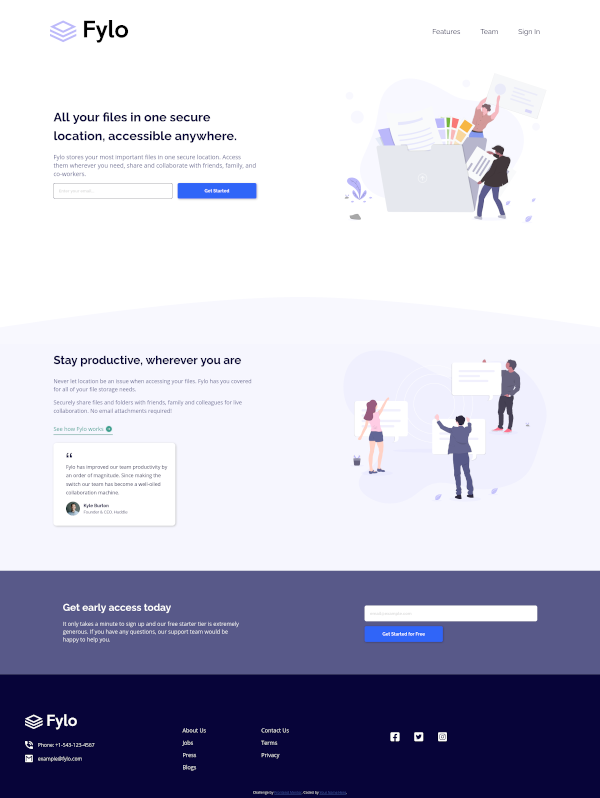 Fylo
Features
Team
Sign In
All your files in one secure
location, accessible anywhere.
Fylo stores your most important files in one secure location. Access
them wherever you need, share and collaborate with friends, family, and
co-workers.
Enter your email...
Get Started
Stay productive, wherever you are
Never let location be an issue when accessing your files. Fylo has you covered
for all of your file storage needs.
Securely share files and folders with friends, family and colleagues for live
collaboration. No email attachments required!
See how Fylo works
“
Fylo has improved our team productivity by
an order of magnitude. Since making the
switch our team has become a well-oiled
collaboration machine.
Kyle Burton
Founder & CEO, Huddle
Get early access today
It only takes a minute to sign up and our free starter tier is extremely
generous. If you have any questions, our support team would be
happy to help you.
Get Started for Free
Fylo
Phone: +1-543-123-4567
example@fylo.com
About Us
Jobs
Press
Blogs
Contact Us
Terms
Privacy
Challenge by Frontend Mentor. Coded by